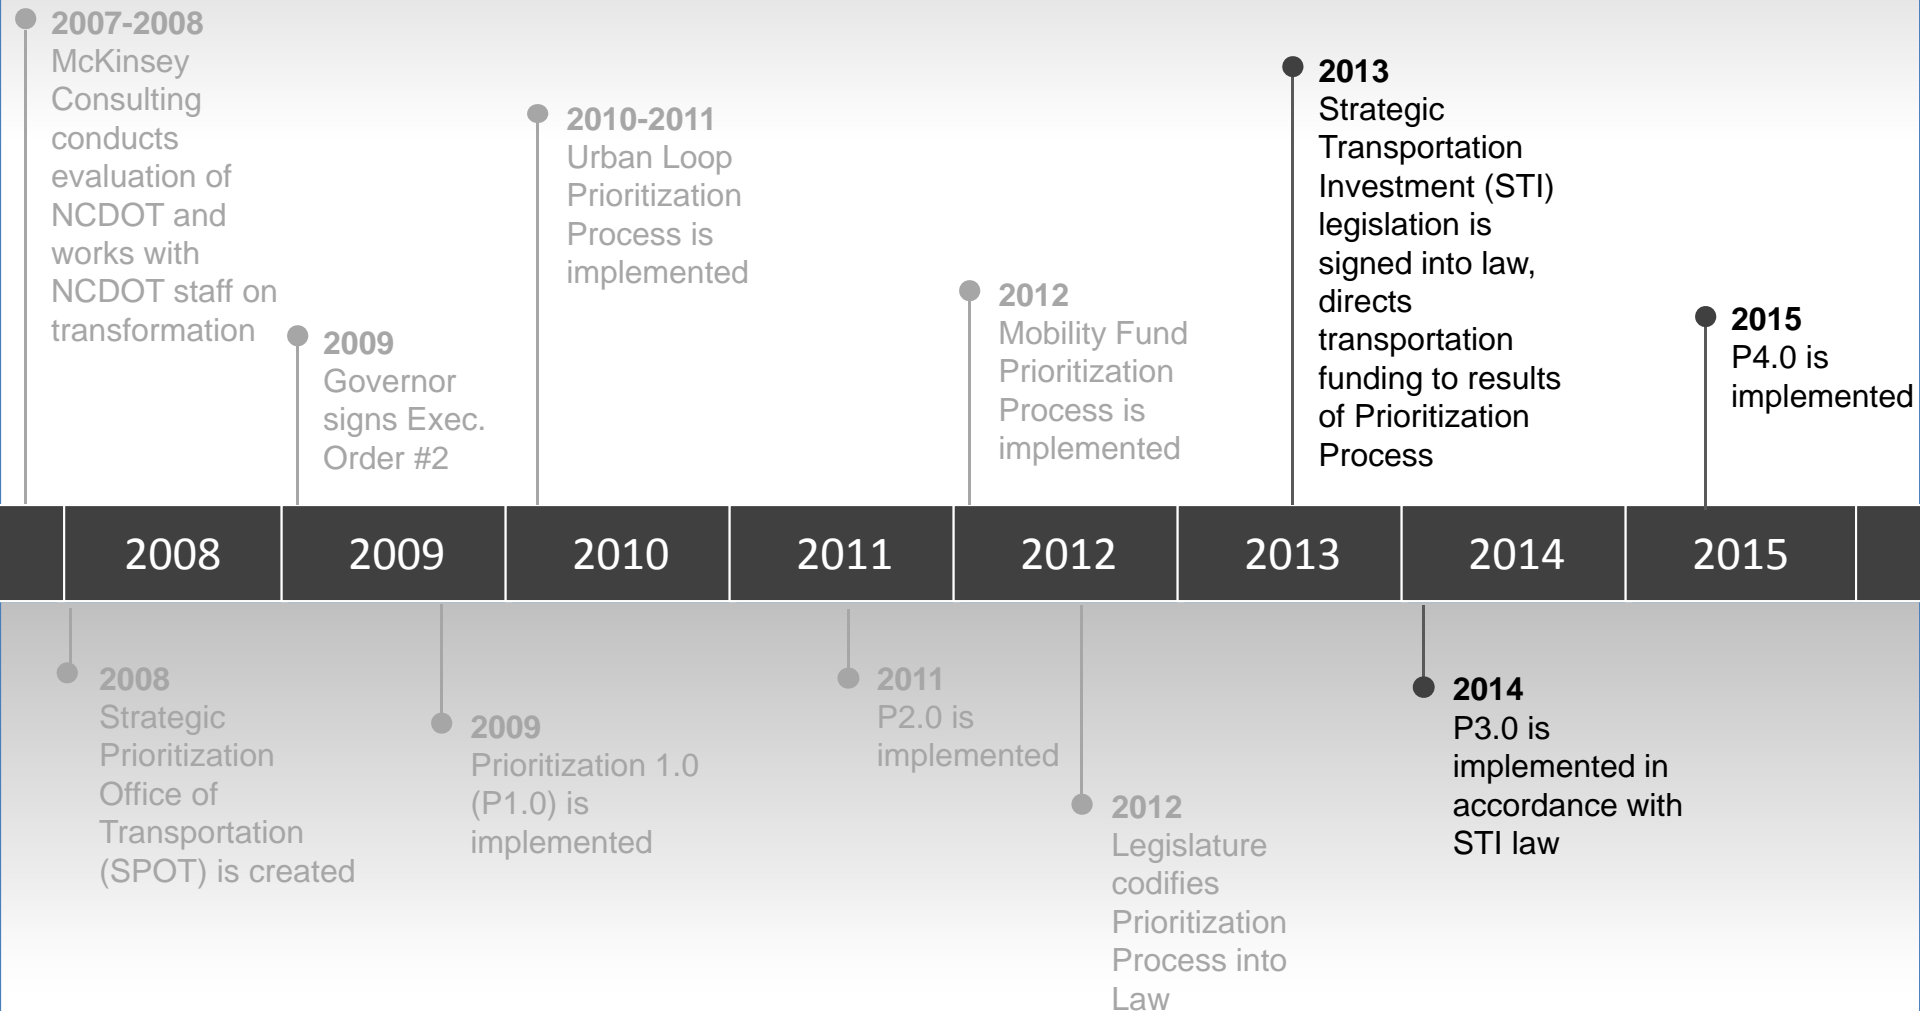 2007-2008
McKinsey
Consulting
conducts
evaluation of
NCDOT and
works with
NCDOT staff on
transformation
2009
Governor
signs Exec.
Order #2
2010-2011
Urban Loop
Prioritization
Process is
implemented
2012
Mobility Fund
Prioritization
Process is
implemented
2013
Strategic
Transportation
Investment (STI)
legislation is
signed into law,
directs
transportation
funding to results
of Prioritization
Process
2015
P4.0 is
implemented
2008 2009 2010 2011 2012 2013 2014 2015
2008
Strategic
Prioritization
Office of
Transportation
(SPOT) is created
2009
Prioritization 1.0
(P1.0) is
implemented
2011
P2.0 is
implemented
2012
Legislature
codifies
Prioritization
Process into
Law
2014
P3.0 is
implemented in
accordance with
STI law